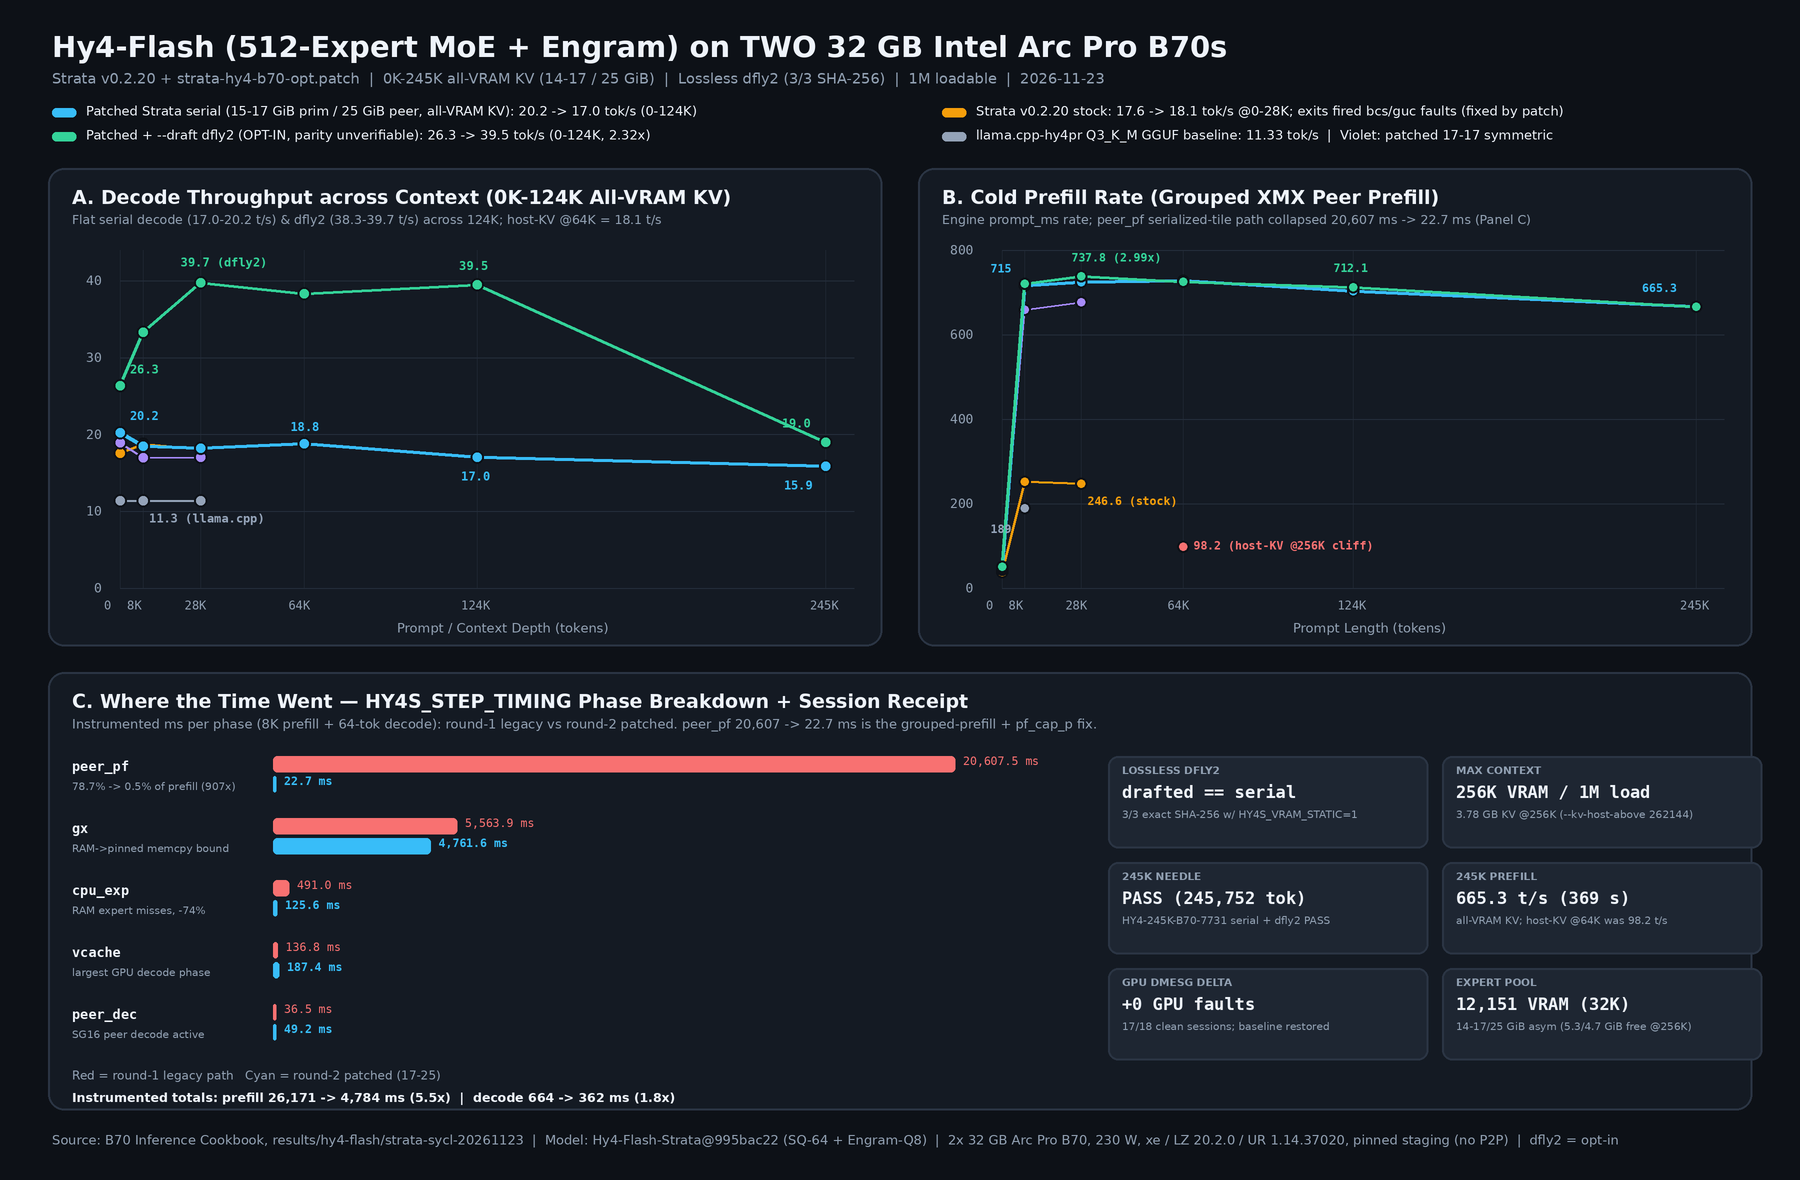 Hy4-Flash (512-Expert MoE + Engram) on TWO 32 GB Intel Arc Pro B70s
Strata v0.2.20 + strata-hy4-b70-opt.patch | 0K-245K all-VRAM KV (14-17 / 25 GiB) | Lossless dfly2 (3/3 SHA-256) | 1M loadable | 2026-11-23
Patched Strata serial (15-17 GiB prim / 25 GiB peer, all-VRAM KV): 20.2 -> 17.0 tok/s (0-124K)
Strata v0.2.20 stock: 17.6 -> 18.1 tok/s @0-28K; exits fired bcs/guc faults (fixed by patch)
Patched + --draft dfly2 (OPT-IN, parity unverifiable): 26.3 -> 39.5 tok/s (0-124K, 2.32x)
llama.cpp-hy4pr Q3_K_M GGUF baseline: 11.33 tok/s | Violet: patched 17-17 symmetric
A. Decode Throughput across Context (0K-124K All-VRAM KV)
Flat serial decode (17.0-20.2 t/s) & dfly2 (38.3-39.7 t/s) across 124K; host-KV @64K = 18.1 t/s
39.7 (dfly2)
39.5
40
30
26.3
20.2
18.8
19.0
20
17.0
15.9
11.3 (llama.cpp)
10
0
0 8K 28K 64K 124K 245K
Prompt / Context Depth (tokens)
B. Cold Prefill Rate (Grouped XMX Peer Prefill)
Engine prompt_ms rate; peer_pf serialized-tile path collapsed 20,607 ms -> 22.7 ms (Panel C)
800
715
737.8 (2.99x)
712.1
665.3
600
400
246.6 (stock)
200
189
98.2 (host-KV @256K cliff)
0
0 8K 28K 64K 124K 245K
Prompt Length (tokens)
C. Where the Time Went — HY4S_STEP_TIMING Phase Breakdown + Session Receipt
Instrumented ms per phase (8K prefill + 64-tok decode): round-1 legacy vs round-2 patched. peer_pf 20,607 -> 22.7 ms is the grouped-prefill + pf_cap_p fix.
peer_pf
78.7% -> 0.5% of prefill (907x)
20,607.5 ms
22.7 ms
gx
RAM->pinned memcpy bound
5,563.9 ms
4,761.6 ms
cpu_exp
RAM expert misses, -74%
491.0 ms
125.6 ms
vcache
largest GPU decode phase
136.8 ms
187.4 ms
peer_dec
SG16 peer decode active
36.5 ms
49.2 ms
Red = round-1 legacy path Cyan = round-2 patched (17-25)
Instrumented totals: prefill 26,171 -> 4,784 ms (5.5x) | decode 664 -> 362 ms (1.8x)
LOSSLESS DFLY2
drafted == serial
3/3 exact SHA-256 w/ HY4S_VRAM_STATIC=1
MAX CONTEXT
256K VRAM / 1M load
3.78 GB KV @256K (--kv-host-above 262144)
245K NEEDLE
PASS (245,752 tok)
HY4-245K-B70-7731 serial + dfly2 PASS
245K PREFILL
665.3 t/s (369 s)
all-VRAM KV; host-KV @64K was 98.2 t/s
GPU DMESG DELTA
+0 GPU faults
17/18 clean sessions; baseline restored
EXPERT POOL
12,151 VRAM (32K)
14-17/25 GiB asym (5.3/4.7 GiB free @256K)
Source: B70 Inference Cookbook, results/hy4-flash/strata-sycl-20261123 | Model: Hy4-Flash-Strata@995bac22 (SQ-64 + Engram-Q8) | 2x 32 GB Arc Pro B70, 230 W, xe / LZ 20.2.0 / UR 1.14.37020, pinned staging (no P2P) | dfly2 = opt-in